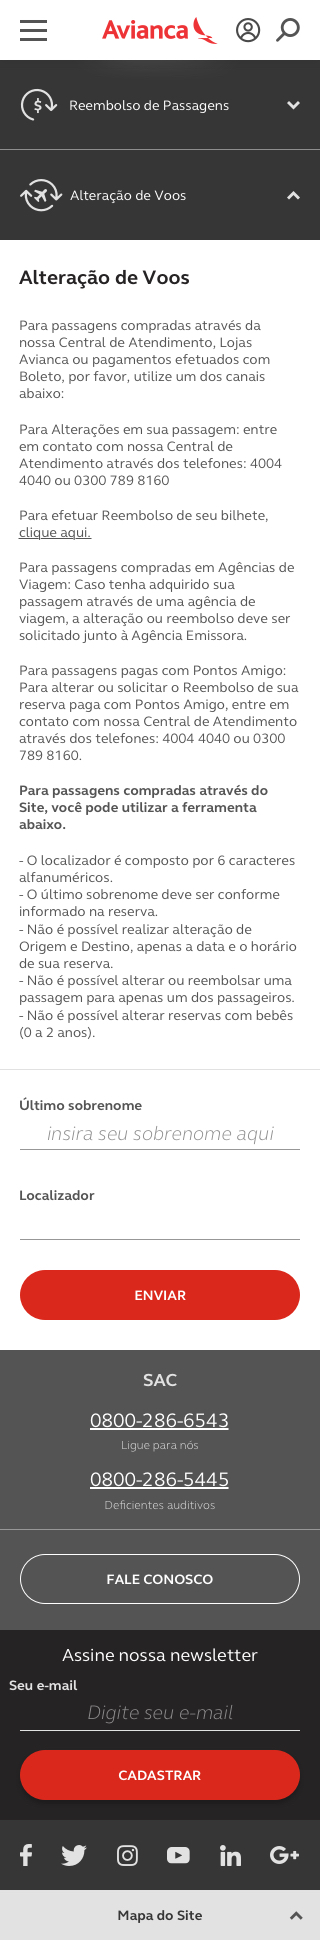 Avianca
Reembolso de Passagens
Alteração de Voos
Alteração de Voos
Para passagens compradas através da
nossa Central de Atendimento, Lojas
Avianca ou pagamentos efetuados com
Boleto, por favor, utilize um dos canais
abaixo:
Para Alterações em sua passagem: entre
em contato com nossa Central de
Atendimento através dos telefones: 4004
4040 ou 0300 789 8160
Para efetuar Reembolso de seu bilhete,
clique aqui.
Para passagens compradas em Agências de
Viagem: Caso tenha adquirido sua
passagem através de uma agência de
viagem, a alteração ou reembolso deve ser
solicitado junto à Agência Emissora.
Para passagens pagas com Pontos Amigo:
Para alterar ou solicitar o Reembolso de sua
reserva paga com Pontos Amigo, entre em
contato com nossa Central de Atendimento
através dos telefones: 4004 4040 ou 0300
789 8160.
Para passagens compradas através do
Site, você pode utilizar a ferramenta
abaixo.
- O localizador é composto por 6 caracteres
alfanuméricos.
- O último sobrenome deve ser conforme
informado na reserva.
- Não é possível realizar alteração de
Origem e Destino, apenas a data e o horário
de sua reserva.
- Não é possível alterar ou reembolsar uma
passagem para apenas um dos passageiros.
- Não é possível alterar reservas com bebês
(0 a 2 anos).
Último sobrenome
insira seu sobrenome aqui
Localizador
ENVIAR
SAC
0800-286-6543
Ligue para nós
0800-286-5445
Deficientes auditivos
FALE CONOSCO
Assine nossa newsletter
Seu e-mail
Digite seu e-mail
CADASTRAR
Mapa do Site